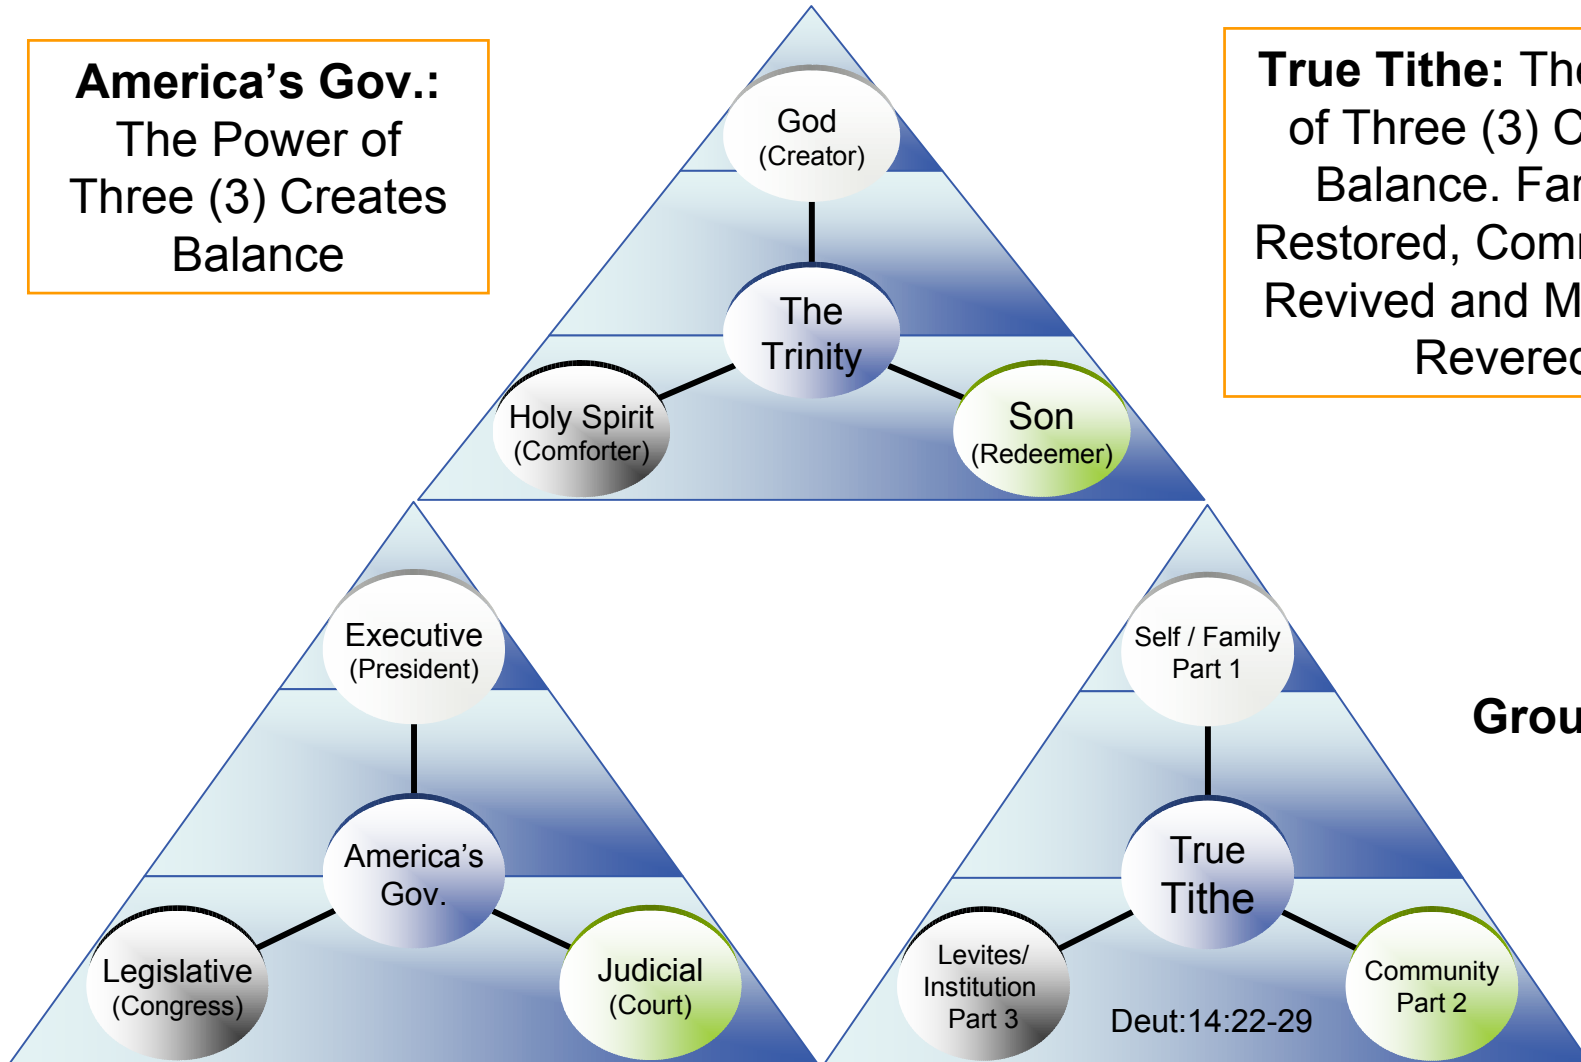 America’s Gov.:
The Power of
Three (3) Creates
Balance
True Tithe:
of Three (3)
Balance.
Restored,
Revived and
God
(Creator)
The
Trinity
Holy Spirit
(Comforter)
Son
(Redeemer)
Executive
(President)
America’s
Gov.
Legislative
(Congress)
Judicial
(Court)
Self / Family
Part 1
True
Tithe
Levites/
Institution
Part 3
Community
Part 2
Deut:14:22-29